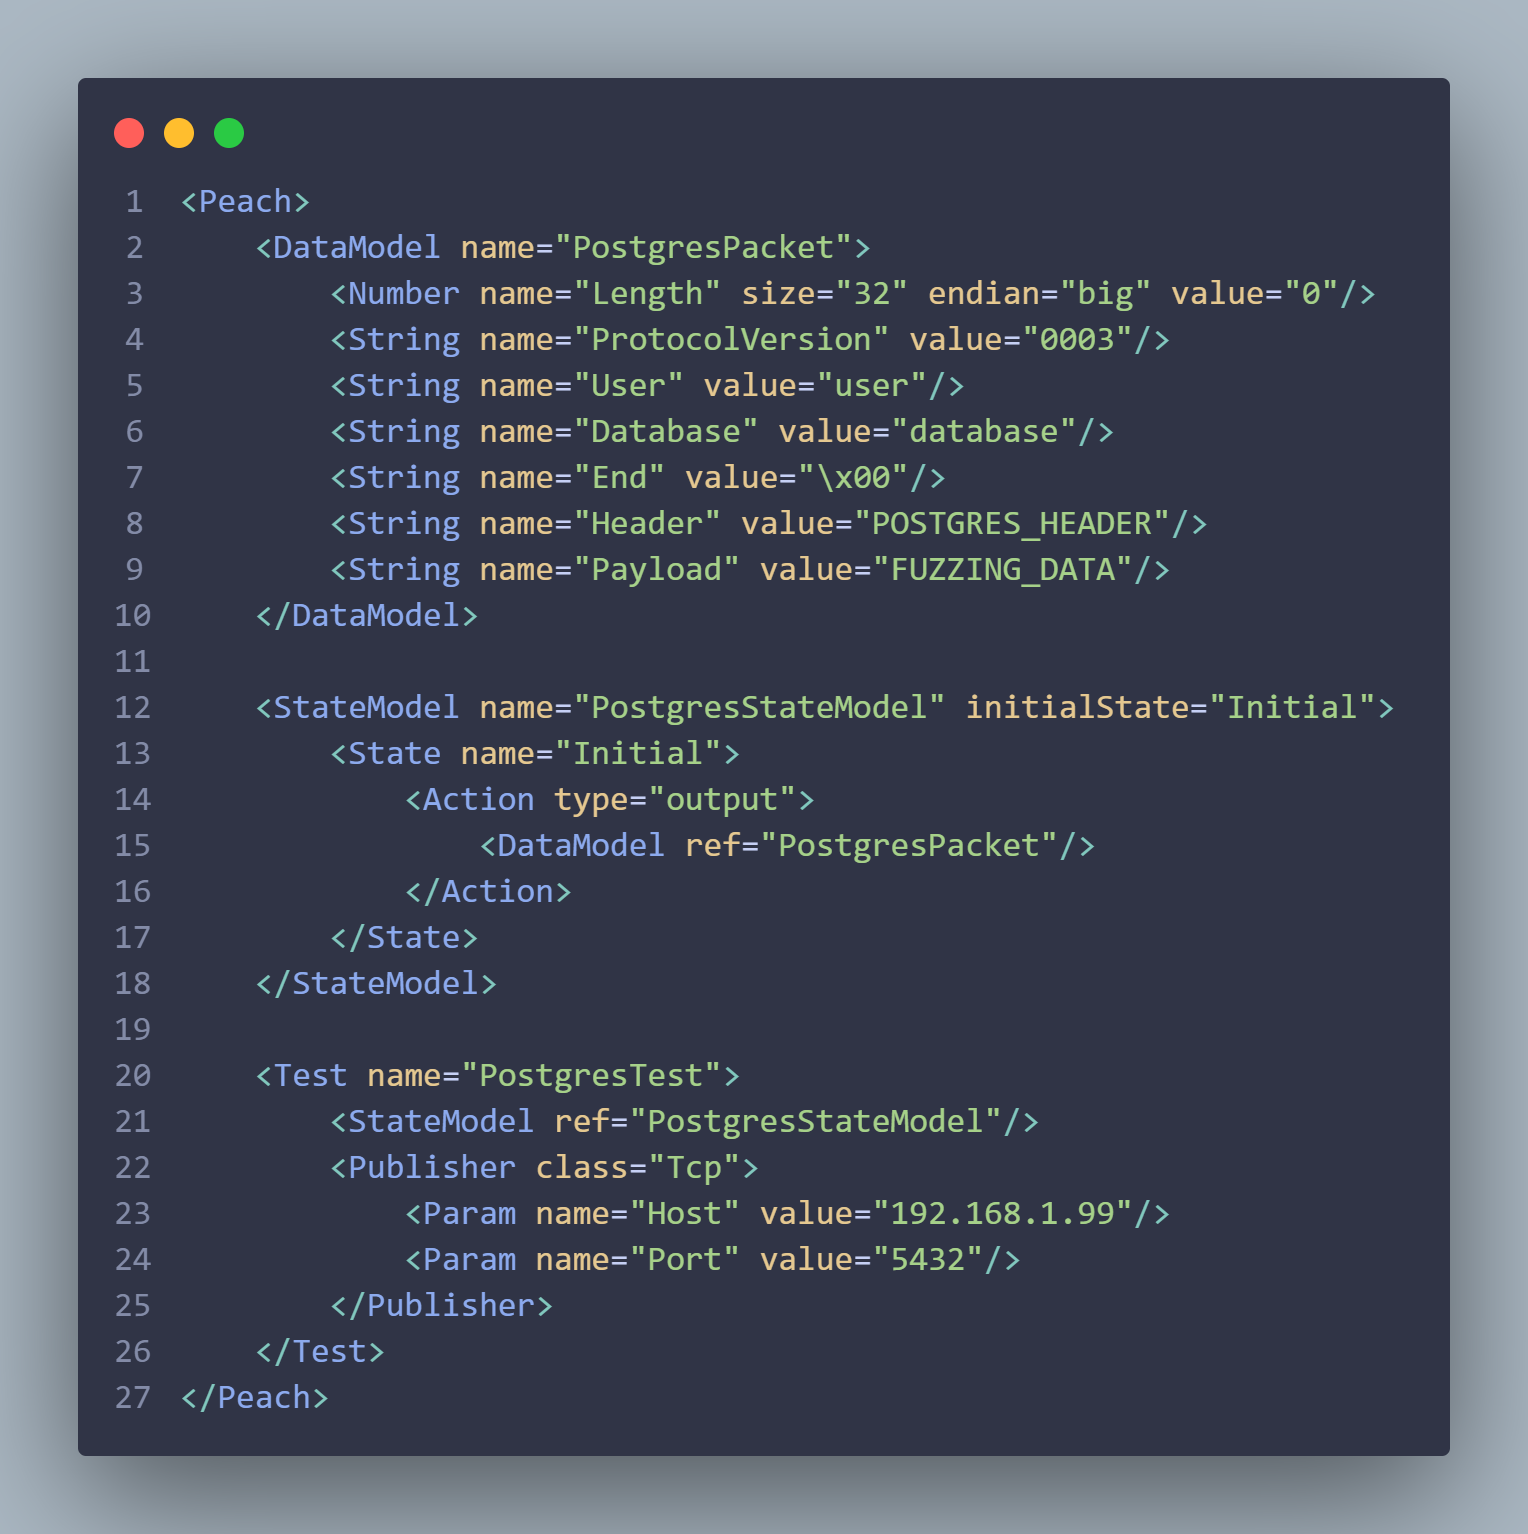 1 <Peach>
2     <DataModel name="PostgresPacket">
3         <Number name="Length" size="32" endian="big" value="0"/>
4         <String name="ProtocolVersion" value="0003"/>
5         <String name="User" value="user"/>
6         <String name="Database" value="database"/>
7         <String name="End" value="\x00"/>
8         <String name="Header" value="POSTGRES_HEADER"/>
9         <String name="Payload" value="FUZZING_DATA"/>
10     </DataModel>
11
12     <StateModel name="PostgresStateModel" initialState="Initial">
13         <State name="Initial">
14             <Action type="output">
15                 <DataModel ref="PostgresPacket"/>
16             </Action>
17         </State>
18     </StateModel>
19
20     <Test name="PostgresTest">
21         <StateModel ref="PostgresStateModel"/>
22         <Publisher class="Tcp">
23             <Param name="Host" value="192.168.1.99"/>
24             <Param name="Port" value="5432"/>
25         </Publisher>
26     </Test>
27 </Peach>